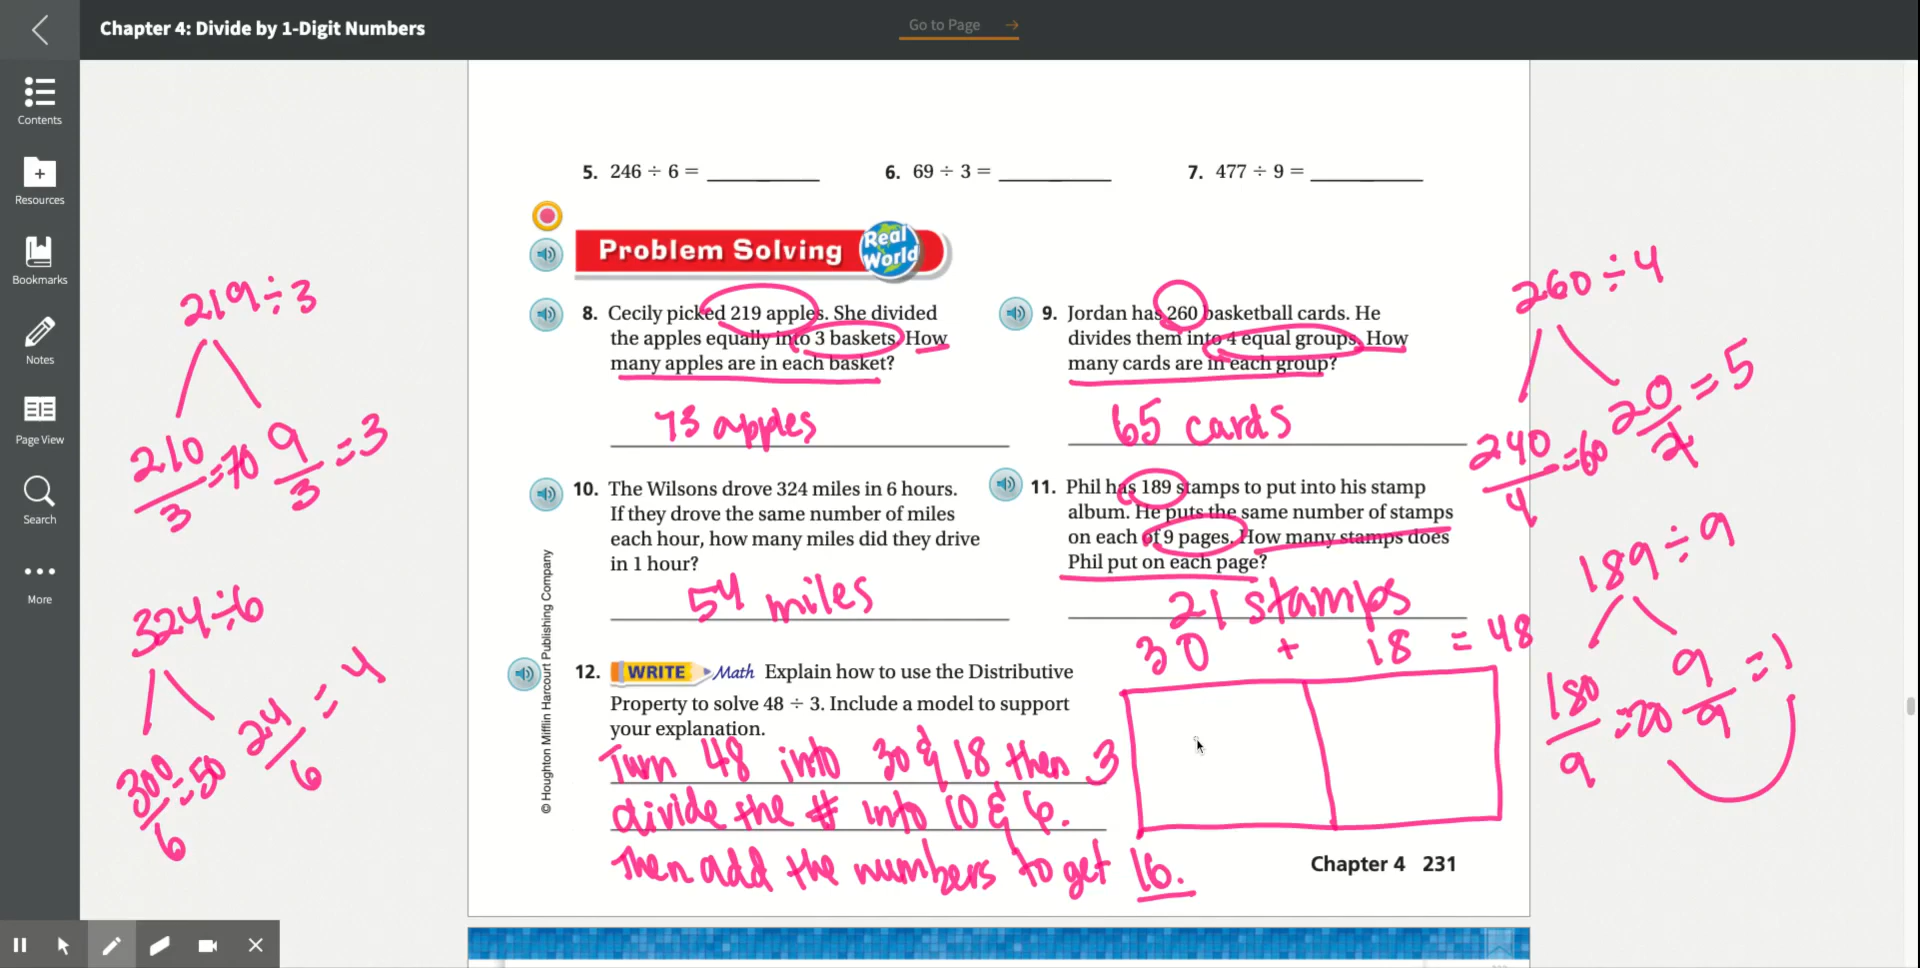 Chapter 4: Divide by 1-Digit Numbers
Go to Page →
Contents
Resources
Bookmarks
Notes
Page View
Search
More
5. 246 ÷ 6 = ________ 6. 69 ÷ 3 = ________ 7. 477 ÷ 9 = ________
Problem Solving Real World
8. Cecily picked 219 apples. She divided
the apples equally into 3 baskets. How
many apples are in each basket?
73 apples
9. Jordan has 260 basketball cards. He
divides them into 4 equal groups. How
many cards are in each group?
65 cards
10. The Wilsons drove 324 miles in 6 hours.
If they drove the same number of miles
each hour, how many miles did they drive
in 1 hour?
54 miles
11. Phil has 189 stamps to put into his stamp
album. He puts the same number of stamps
on each of 9 pages. How many stamps does
Phil put on each page?
21 stamps
12. WRITE Math Explain how to use the Distributive
Property to solve 48 ÷ 3. Include a model to support
your explanation.
Turn 48 into 30 & 18 then
divide the # into 10 & 6.
Then add the numbers to get 16.
30 + 18 = 48
3
219 ÷ 3
210/3 = 70 9/3 = 3
324 ÷ 6
300/6 = 50 24/6 = 4
260 ÷ 4
240/4 = 60 20/4 = 5
189 ÷ 9
180/9 = 20 9/9 = 1
© Houghton Mifflin Harcourt Publishing Company
Chapter 4 231